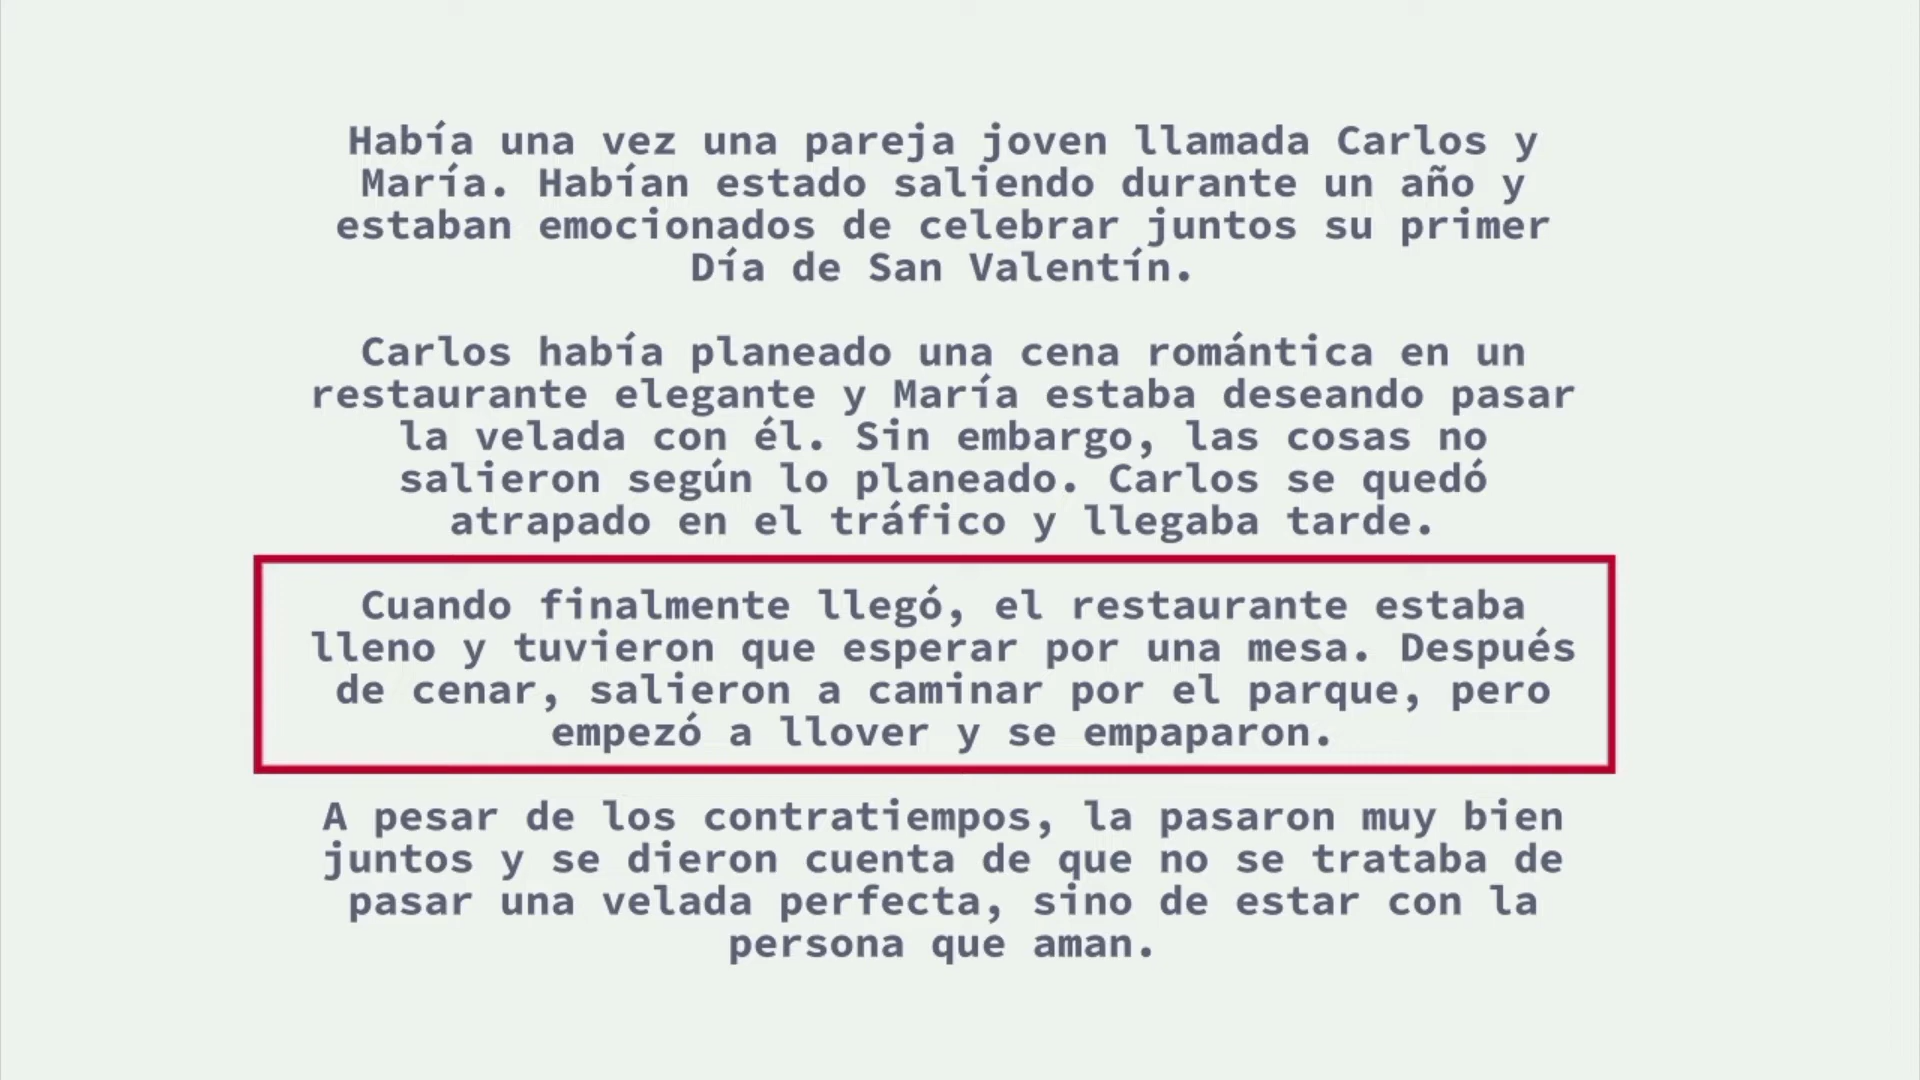 Había una vez una pareja joven llamada Carlos y
María. Habían estado saliendo durante un año y
estaban emocionados de celebrar juntos su primer
Día de San Valentín.
Carlos había planeado una cena romántica en un
restaurante elegante y María estaba deseando pasar
la velada con él. Sin embargo, las cosas no
salieron según lo planeado. Carlos se quedó
atrapado en el tráfico y llegaba tarde.
Cuando finalmente llegó, el restaurante estaba
lleno y tuvieron que esperar por una mesa. Después
de cenar, salieron a caminar por el parque, pero
empezó a llover y se empaparon.
A pesar de los contratiempos, la pasaron muy bien
juntos y se dieron cuenta de que no se trataba de
pasar una velada perfecta, sino de estar con la
persona que aman.